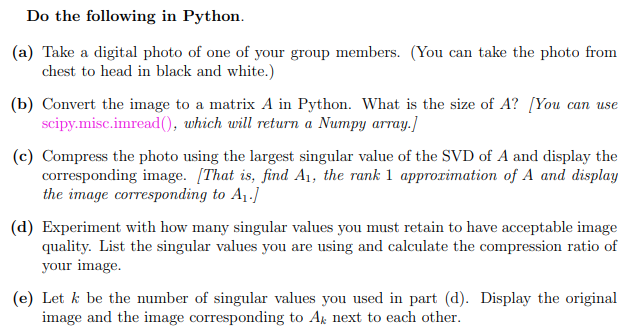 Do the following in Python.
(a) Take a digital photo of one of your group members. (You can take the photo from
chest to head in black and white.)
(b) Convert the image to a matrix A in Python. What is the size of A? [You can use
scipy.misc.imread(), which will return a Numpy array.]
(c) Compress the photo using the largest singular value of the SVD of A and display the
corresponding image. [That is, find A₁, the rank 1 approximation of A and display
the image corresponding to A₁.]
(d) Experiment with how many singular values you must retain to have acceptable image
quality. List the singular values you are using and calculate the compression ratio of
your image.
(e) Let k be the number of singular values you used in part (d). Display the original
image and the image corresponding to Aₖ next to each other.